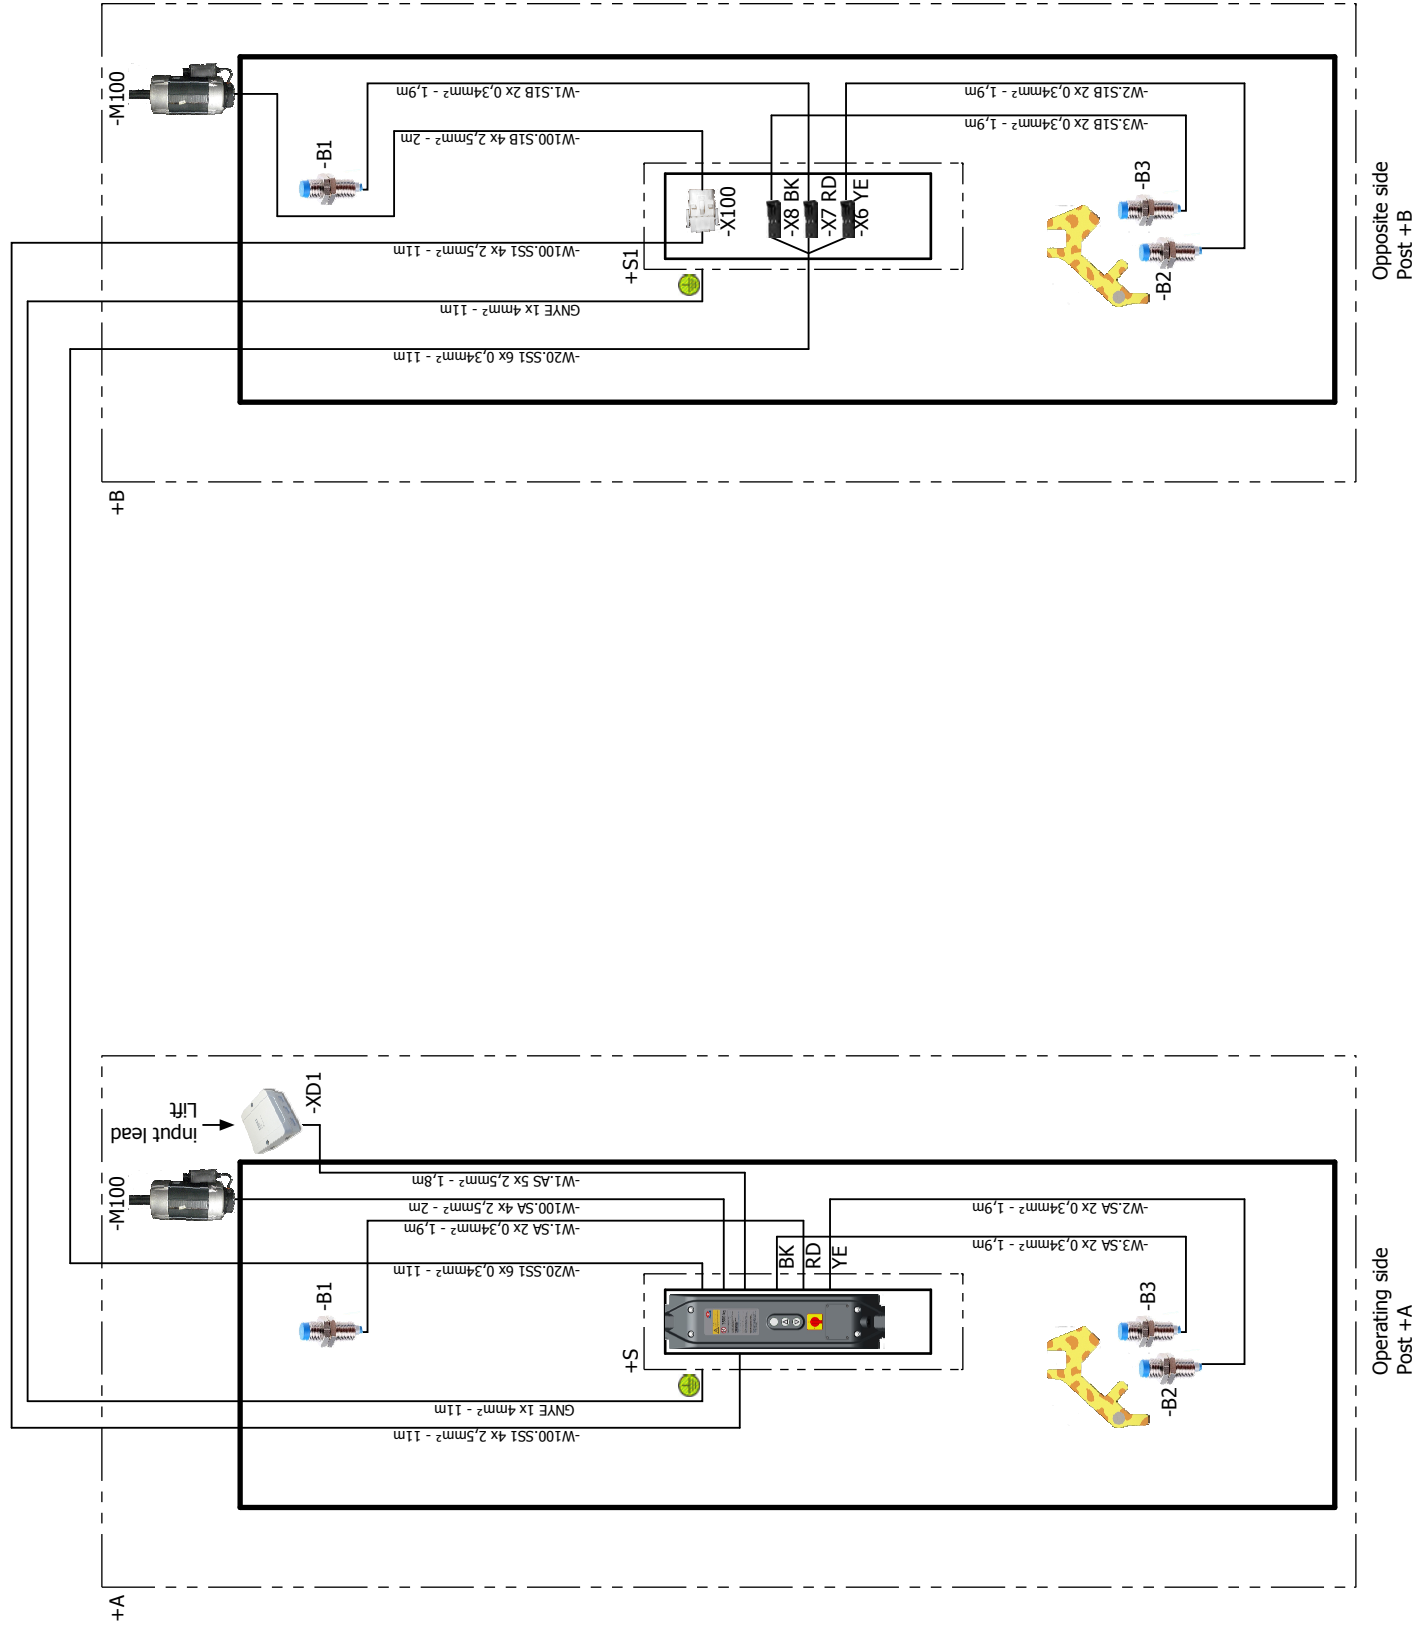 -M100
-W1.S1B 2x 0,34mm² - 1,9m
-W2.S1B 2x 0,34mm² - 1,9m
-W3.S1B 2x 0,34mm² - 1,9m
-W100.S1B 4x 2,5mm² - 2m
-B1
-X100
-X8 BK
-X7 RD
-X6 YE
-B3
-B2
+S1
-W100.SS1 4x 2,5mm² - 11m
GNYE 1x 4mm² - 11m
-W20.SS1 6x 0,34mm² - 11m
Opposite side
Post +B
+B
input lead
Lift
-XD1
-M100
-W1.AS 5x 2,5mm² - 1,8m
-W100.SA 4x 2,5mm² - 2m
-W1.SA 2x 0,34mm² - 1,9m
-W2.SA 2x 0,34mm² - 1,9m
-W3.SA 2x 0,34mm² - 1,9m
-W20.SS1 6x 0,34mm² - 11m
BK
RD
YE
-B1
-B3
-B2
+S
GNYE 1x 4mm² - 11m
-W100.SS1 4x 2,5mm² - 11m
Operating side
Post +A
+A